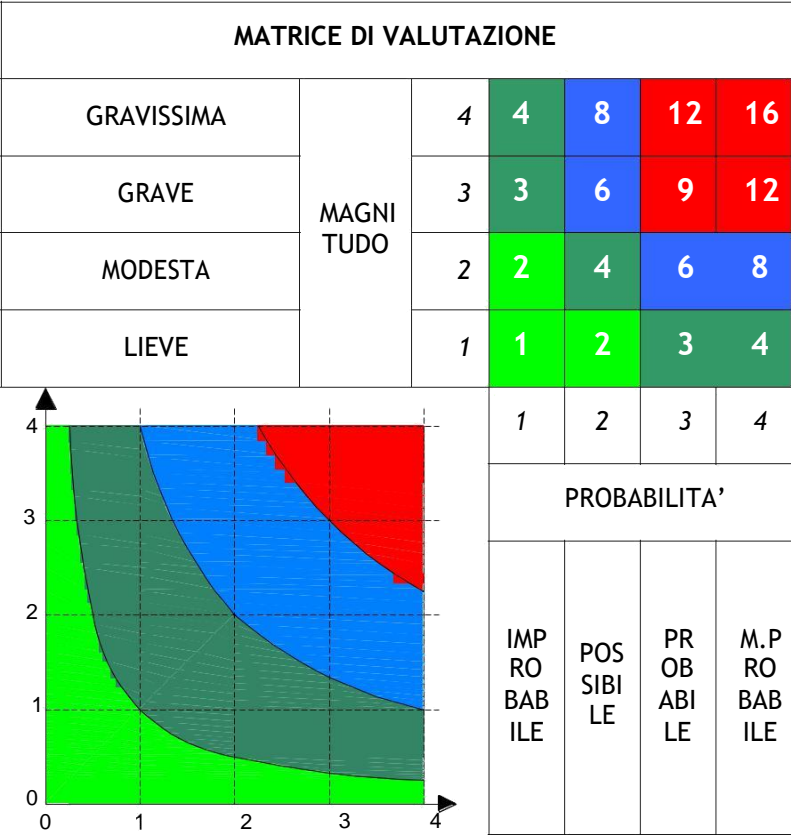 MATRICE DI VALUTAZIONE
GRAVISSIMA
MAGNI
TUDO
4 4 8 12 16
GRAVE
3 3 6 9 12
MODESTA
2 2 4 6 8
LIEVE
1 1 2 3 4
1 2 3 4
PROBABILITA’
IMP
RO
BAB
ILE
POS
SIBI
LE
PR
OB
ABI
LE
M.P
RO
BAB
ILE
4
3
2
1
0
0 1 2 3 4